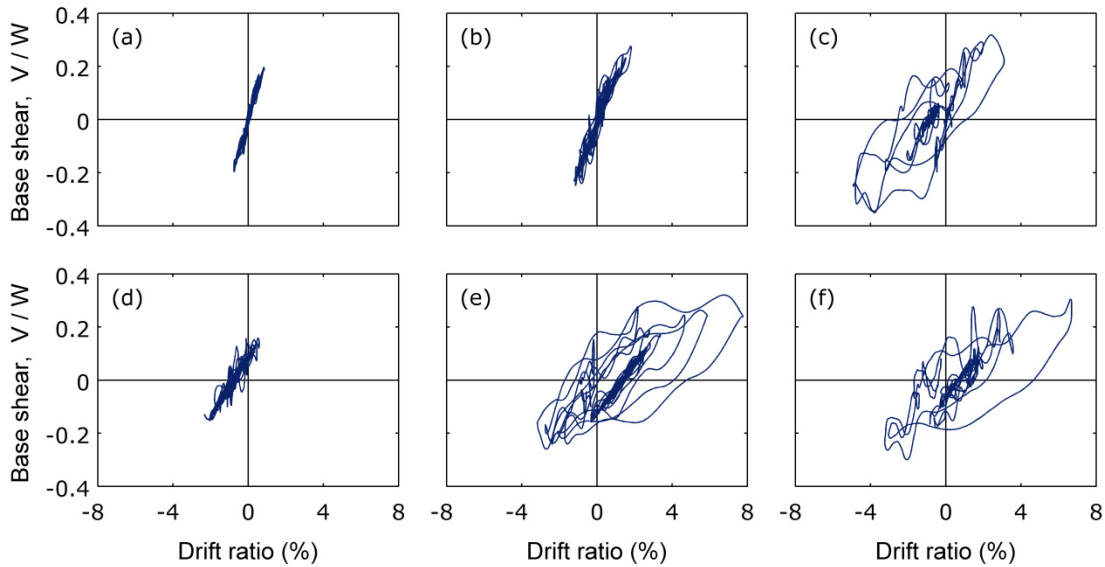 Base shear, V / W
0.4
0.2
0
-0.2
-0.4
(a)
(b)
(c)
Base shear, V / W
0.4
0.2
0
-0.2
-0.4
(d)
(e)
(f)
-8 -4 0 4 8
-8 -4 0 4 8
-8 -4 0 4 8
Drift ratio (%)
Drift ratio (%)
Drift ratio (%)